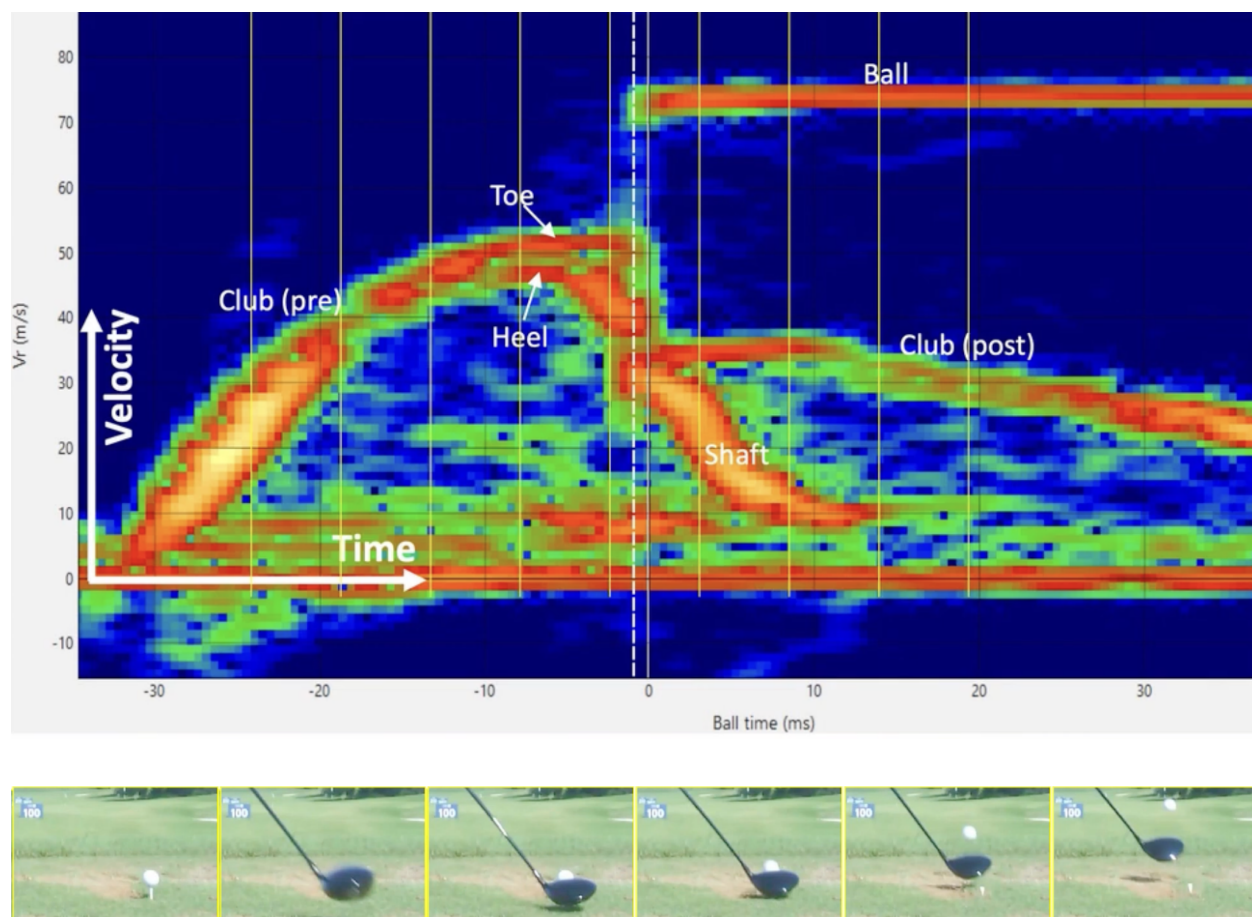 80
Ball
70
60
Toe
50
Club (pre)
40
Heel
Club (post)
30
Vr (m/s)
Velocity
20
Shaft
10
Time
0
-10
-30 -20 -10 0 10 20 30
Ball time (ms)
100 100 100 100 100 100